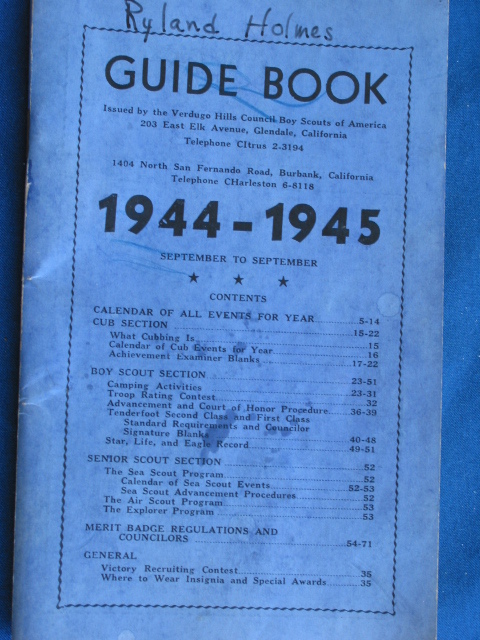 Ryland Holmes
GUIDE BOOK
Issued by the Verdugo Hills Council Boy Scouts of America
203 East Elk Avenue, Glendale, California
Telephone CItrus 2-3194
1404 North San Fernando Road, Burbank, California
Telephone CHarleston 6-8118
1944-1945
SEPTEMBER TO SEPTEMBER
★ ★ ★
CONTENTS
CALENDAR OF ALL EVENTS FOR YEAR 5-14
CUB SECTION 15-22
What Cubbing Is 15
Calendar of Cub Events for Year 16
Achievement Examiner Blanks 17-22
BOY SCOUT SECTION 23-51
Camping Activities 23-31
Troop Rating Contest 32
Advancement and Court of Honor Procedure 36-39
Tenderfoot Second Class and First Class
Standard Requirements and Councilor
Signature Blanks 40-48
Star, Life, and Eagle Record 49-51
SENIOR SCOUT SECTION 52
The Sea Scout Program 52
Calendar of Sea Scout Events 52-53
Sea Scout Advancement Procedures 52
The Air Scout Program 53
The Explorer Program 53
MERIT BADGE REGULATIONS AND
COUNCILORS 54-71
GENERAL
Victory Recruiting Contest 35
Where to Wear Insignia and Special Awards 35